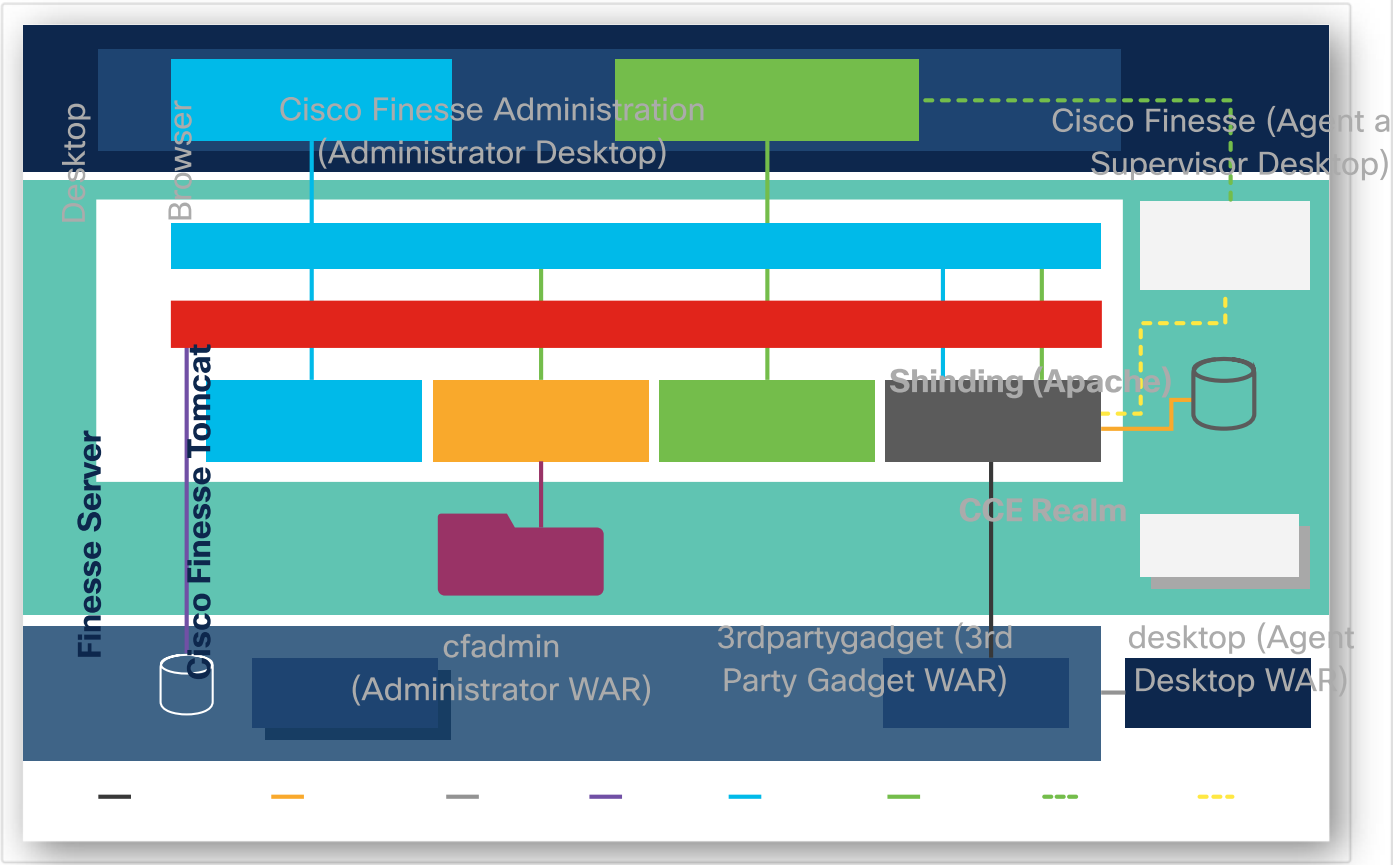 Cisco Finesse Administration
(Administrator Desktop)
Cisco Finesse (Agent a
Supervisor Desktop)
Desktop
Browser
Shinding (Apache)
CCE Realm
Finesse Server
Cisco Finesse Tomcat
cfadmin
(Administrator WAR)
3rdpartygadget (3rd
Party Gadget WAR)
desktop (Agent
Desktop WAR)